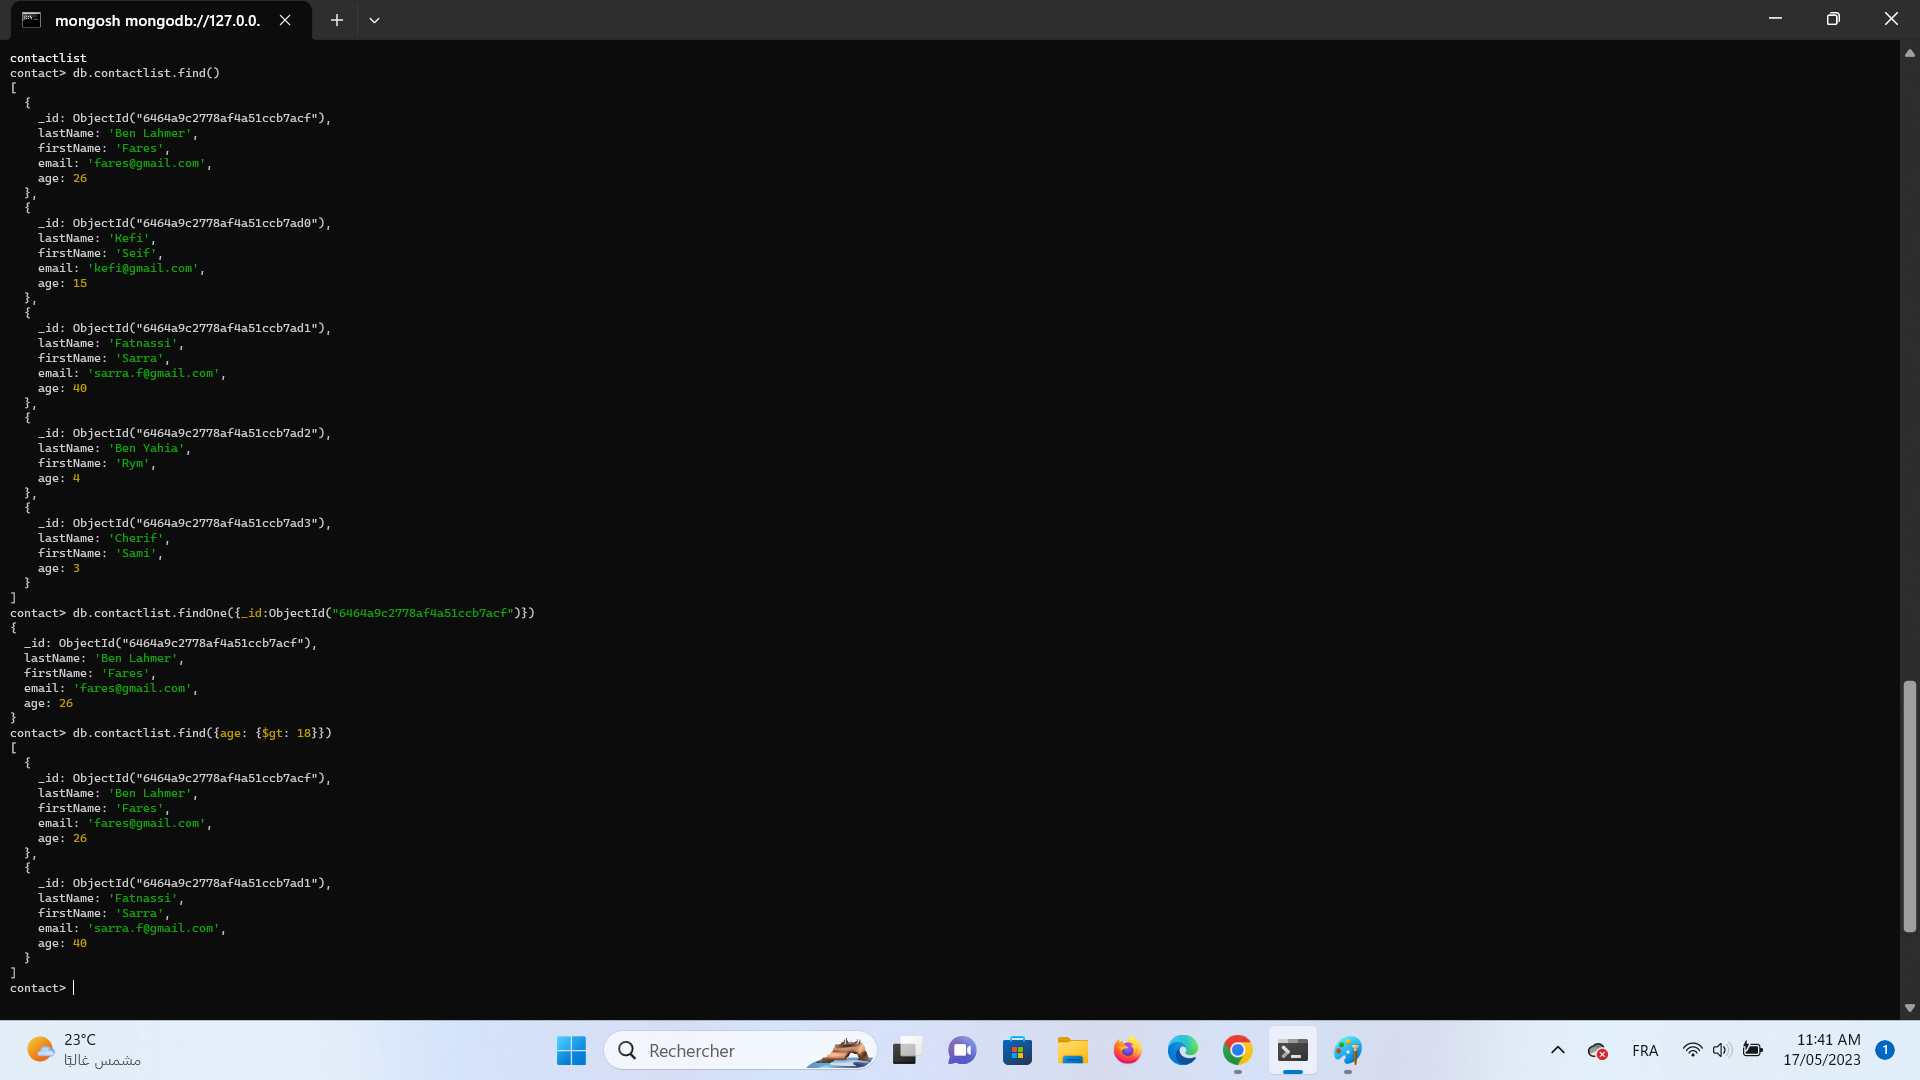 mongosh mongodb://127.0.0.
contactlist
contact> db.contactlist.find()
[
  {
    _id: ObjectId("6464a9c2778af4a51ccb7acf"),
    lastName: 'Ben Lahmer',
    firstName: 'Fares',
    email: 'fares@gmail.com',
    age: 26
  },
  {
    _id: ObjectId("6464a9c2778af4a51ccb7ad0"),
    lastName: 'Kefi',
    firstName: 'Seif',
    email: 'kefi@gmail.com',
    age: 15
  },
  {
    _id: ObjectId("6464a9c2778af4a51ccb7ad1"),
    lastName: 'Fatnassi',
    firstName: 'Sarra',
    email: 'sarra.f@gmail.com',
    age: 40
  },
  {
    _id: ObjectId("6464a9c2778af4a51ccb7ad2"),
    lastName: 'Ben Yahia',
    firstName: 'Rym',
    age: 4
  },
  {
    _id: ObjectId("6464a9c2778af4a51ccb7ad3"),
    lastName: 'Cherif',
    firstName: 'Sami',
    age: 3
  }
]
contact> db.contactlist.findOne({_id:ObjectId("6464a9c2778af4a51ccb7acf")})
{
  _id: ObjectId("6464a9c2778af4a51ccb7acf"),
  lastName: 'Ben Lahmer',
  firstName: 'Fares',
  email: 'fares@gmail.com',
  age: 26
}
contact> db.contactlist.find({age: {$gt: 18}})
[
  {
    _id: ObjectId("6464a9c2778af4a51ccb7acf"),
    lastName: 'Ben Lahmer',
    firstName: 'Fares',
    email: 'fares@gmail.com',
    age: 26
  },
  {
    _id: ObjectId("6464a9c2778af4a51ccb7ad1"),
    lastName: 'Fatnassi',
    firstName: 'Sarra',
    email: 'sarra.f@gmail.com',
    age: 40
  }
]
contact>
23°C
مشمس غالبًا
Rechercher
FRA
11:41 AM
17/05/2023
1